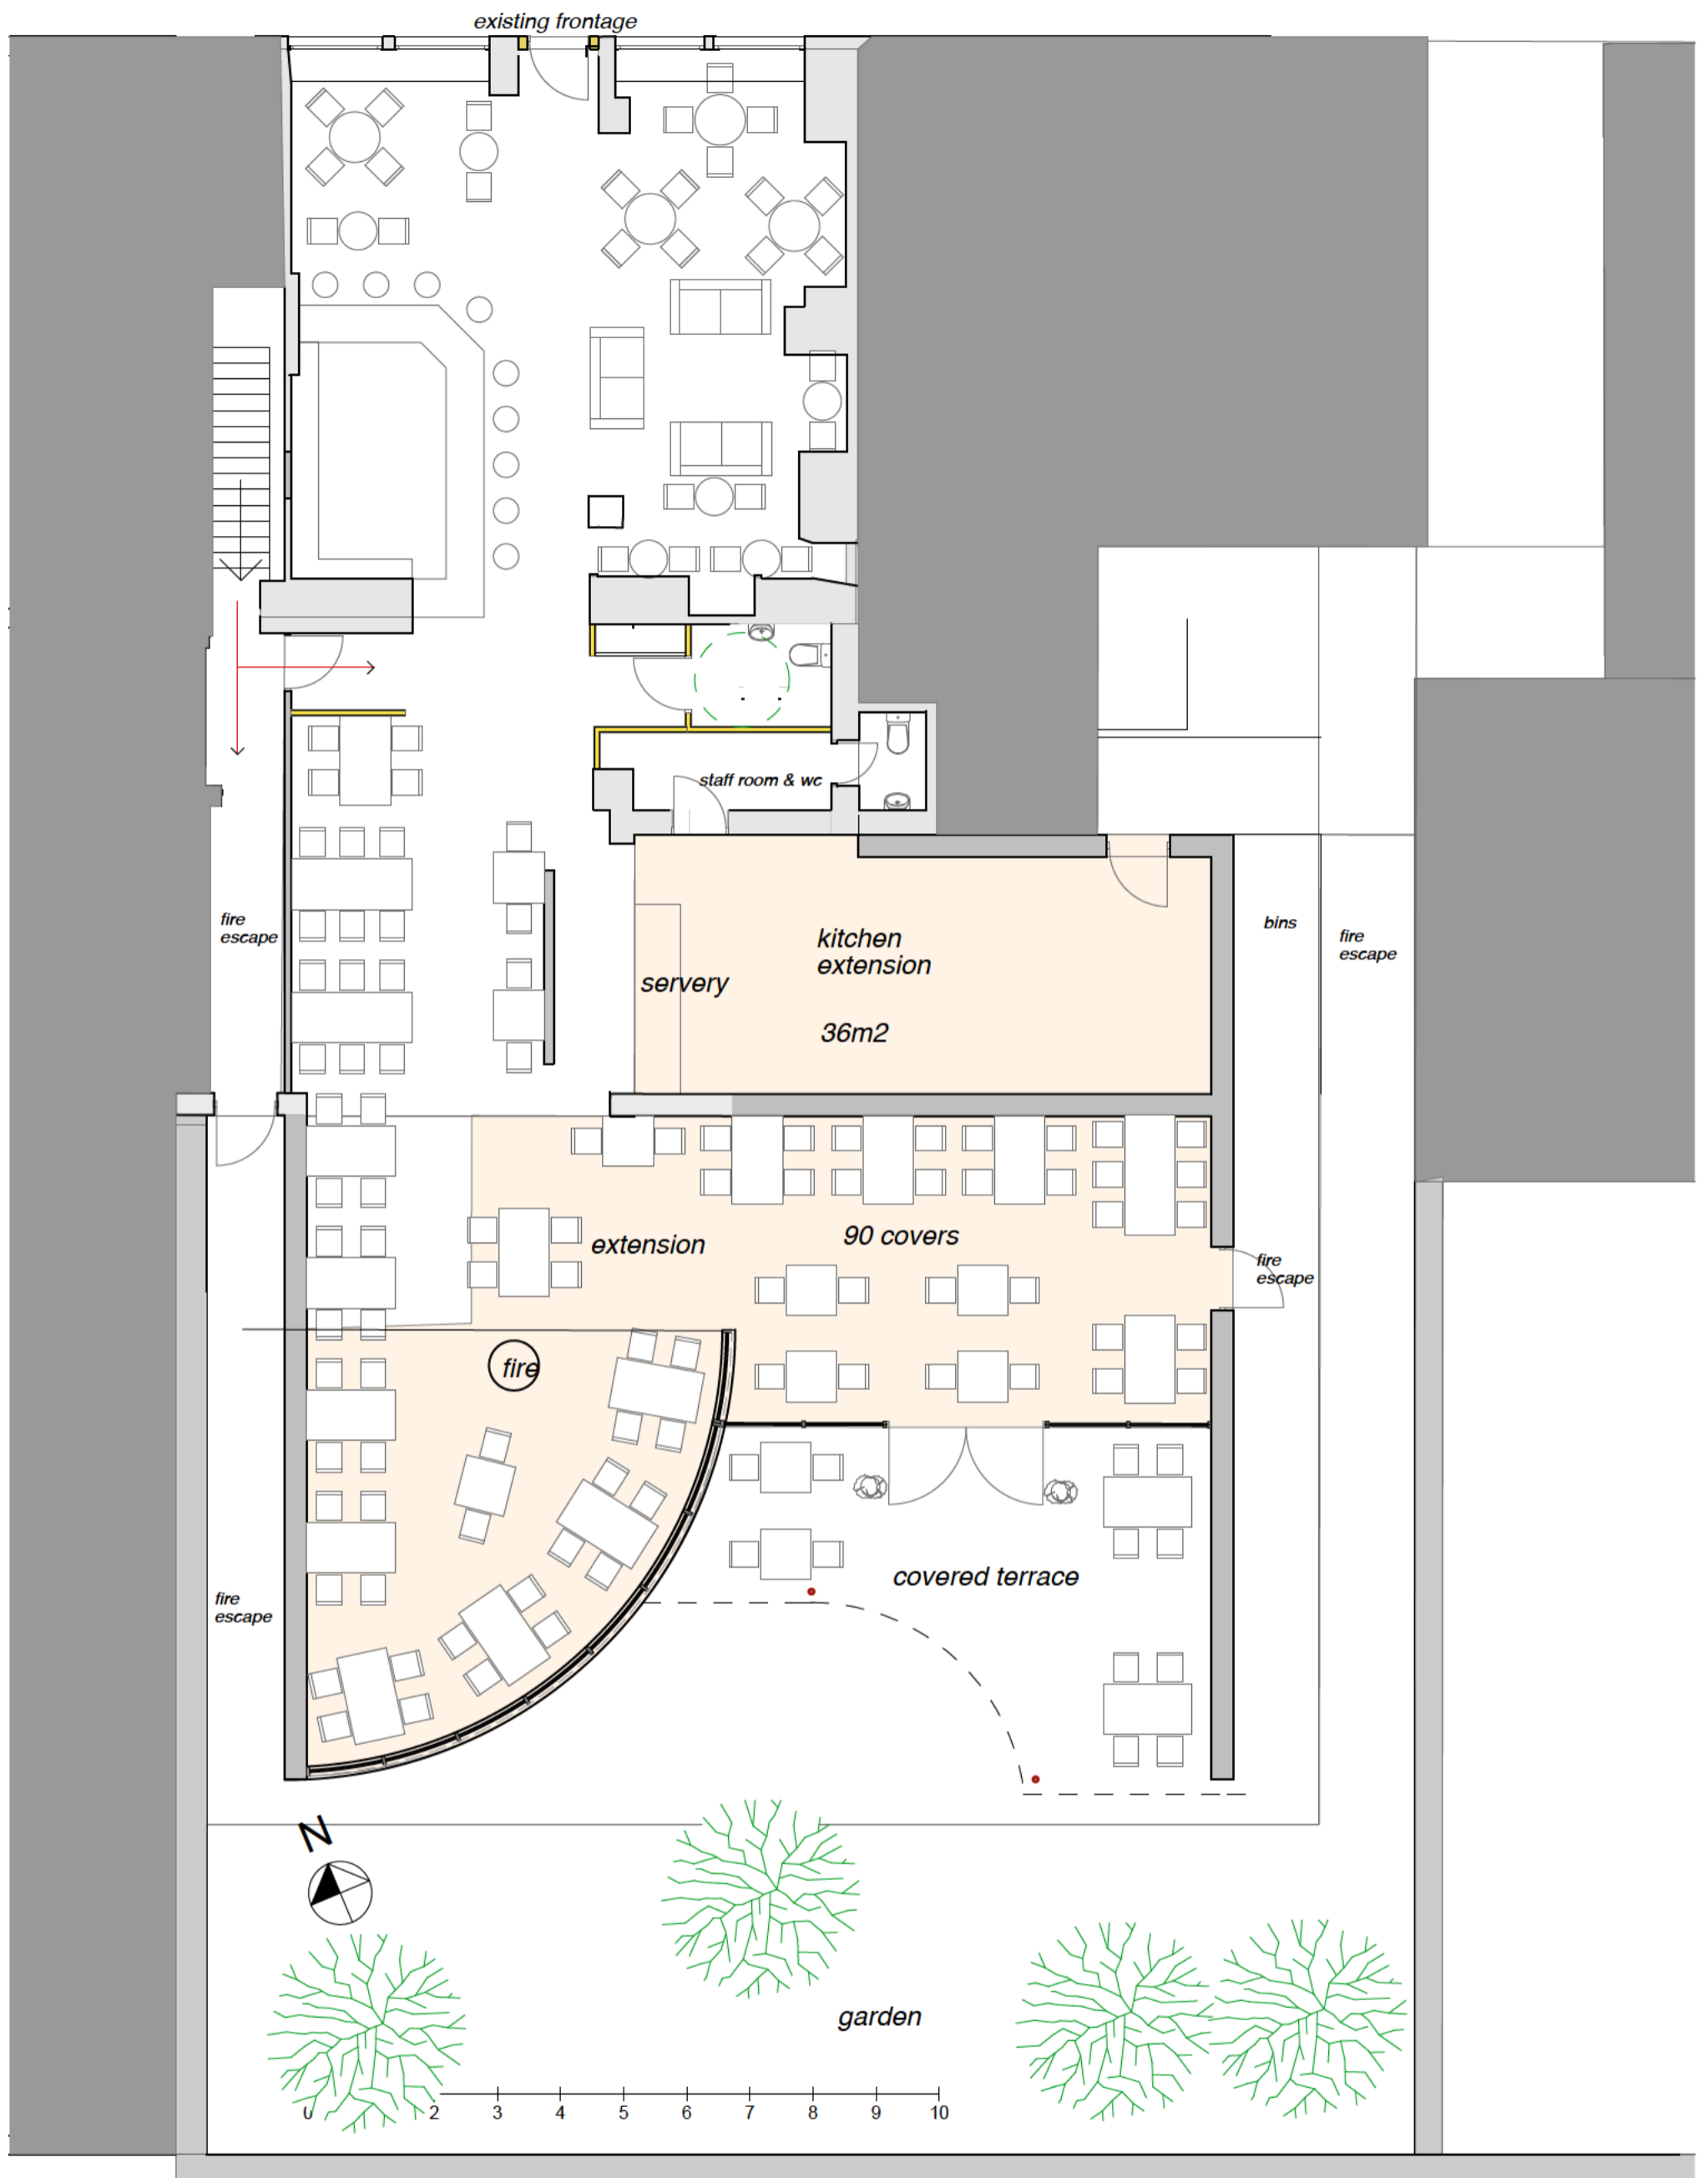 existing frontage
staff room & wc
fire
escape
kitchen
extension
bins
fire
escape
servery
36m2
90 covers
extension
fire
escape
fire
covered terrace
fire
escape
N
garden
0 2 3 4 5 6 7 8 9 10